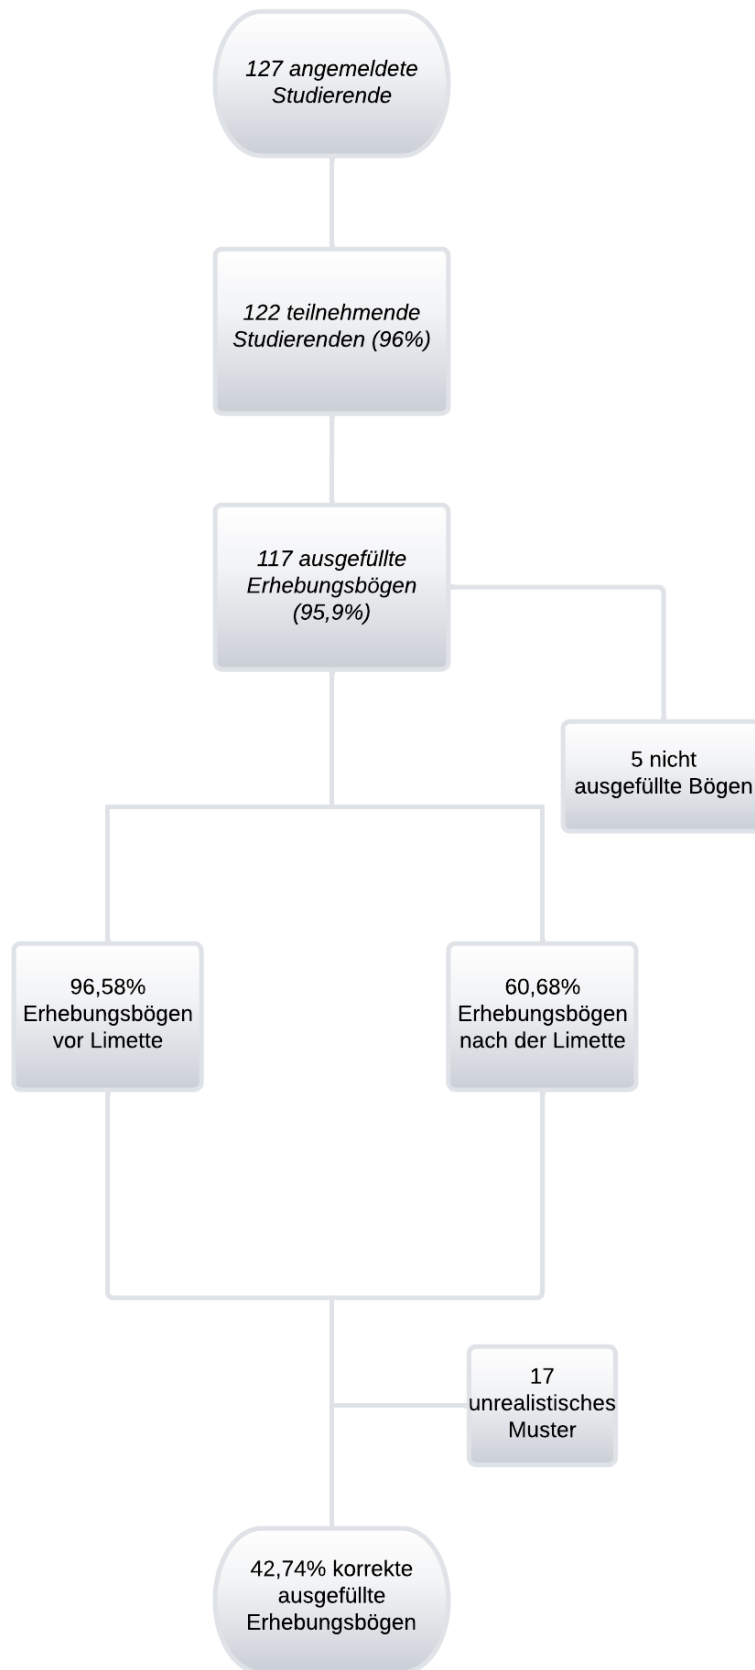 127 angemeldete
Studierende
122 teilnehmende
Studierenden (96%)
117 ausgefüllte
Erhebungsbögen
(95,9%)
5 nicht
ausgefüllte Bögen
96,58%
Erhebungsbögen
vor Limette
60,68%
Erhebungsbögen
nach der Limette
17
unrealistisches
Muster
42,74% korrekte
ausgefüllte
Erhebungsbögen